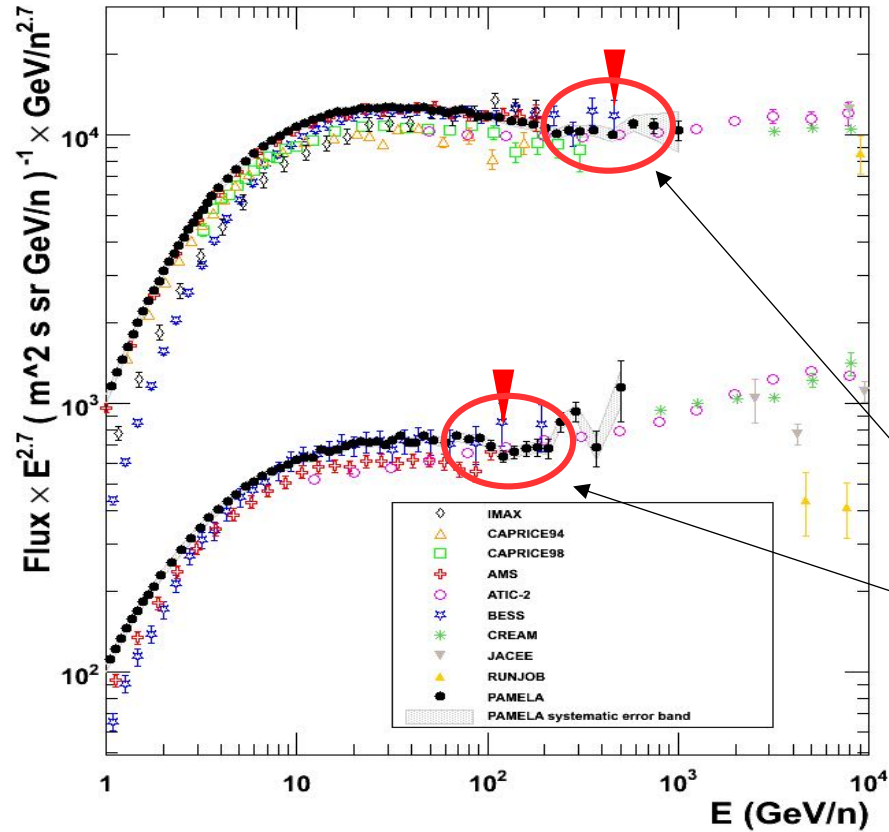 Flux × E^2.7 ( m^2 s sr GeV/n )^-1 × GeV/n^2.7
10^4
10^3
10^2
IMAX
CAPRICE94
CAPRICE98
AMS
ATIC-2
BESS
CREAM
JACEE
RUNJOB
PAMELA
PAMELA systematic error band
1 10 10^2 10^3 10^4
E (GeV/n)